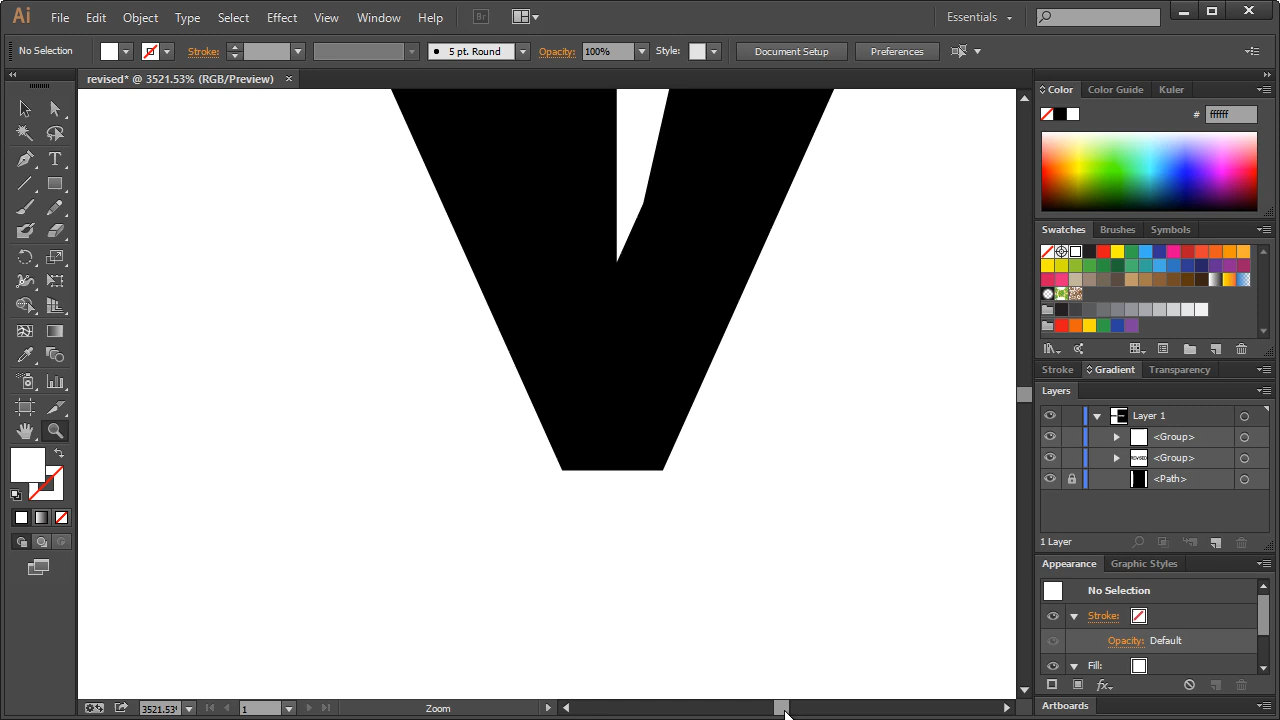 Ai File Edit Object Type Select Effect View Window Help Br Essentials
No Selection Stroke: 5 pt. Round Opacity: 100% Style: Document Setup Preferences
revised* @ 3521.53% (RGB/Preview) ×
Color Color Guide Kuler
# ffffff
Swatches Brushes Symbols
Stroke Gradient Transparency
Layers
Layer 1
<Group>
<Group>
<Path>
1 Layer
Appearance Graphic Styles
No Selection
Stroke:
Opacity: Default
Fill:
fx
Artboards
3521.53% 1 Zoom